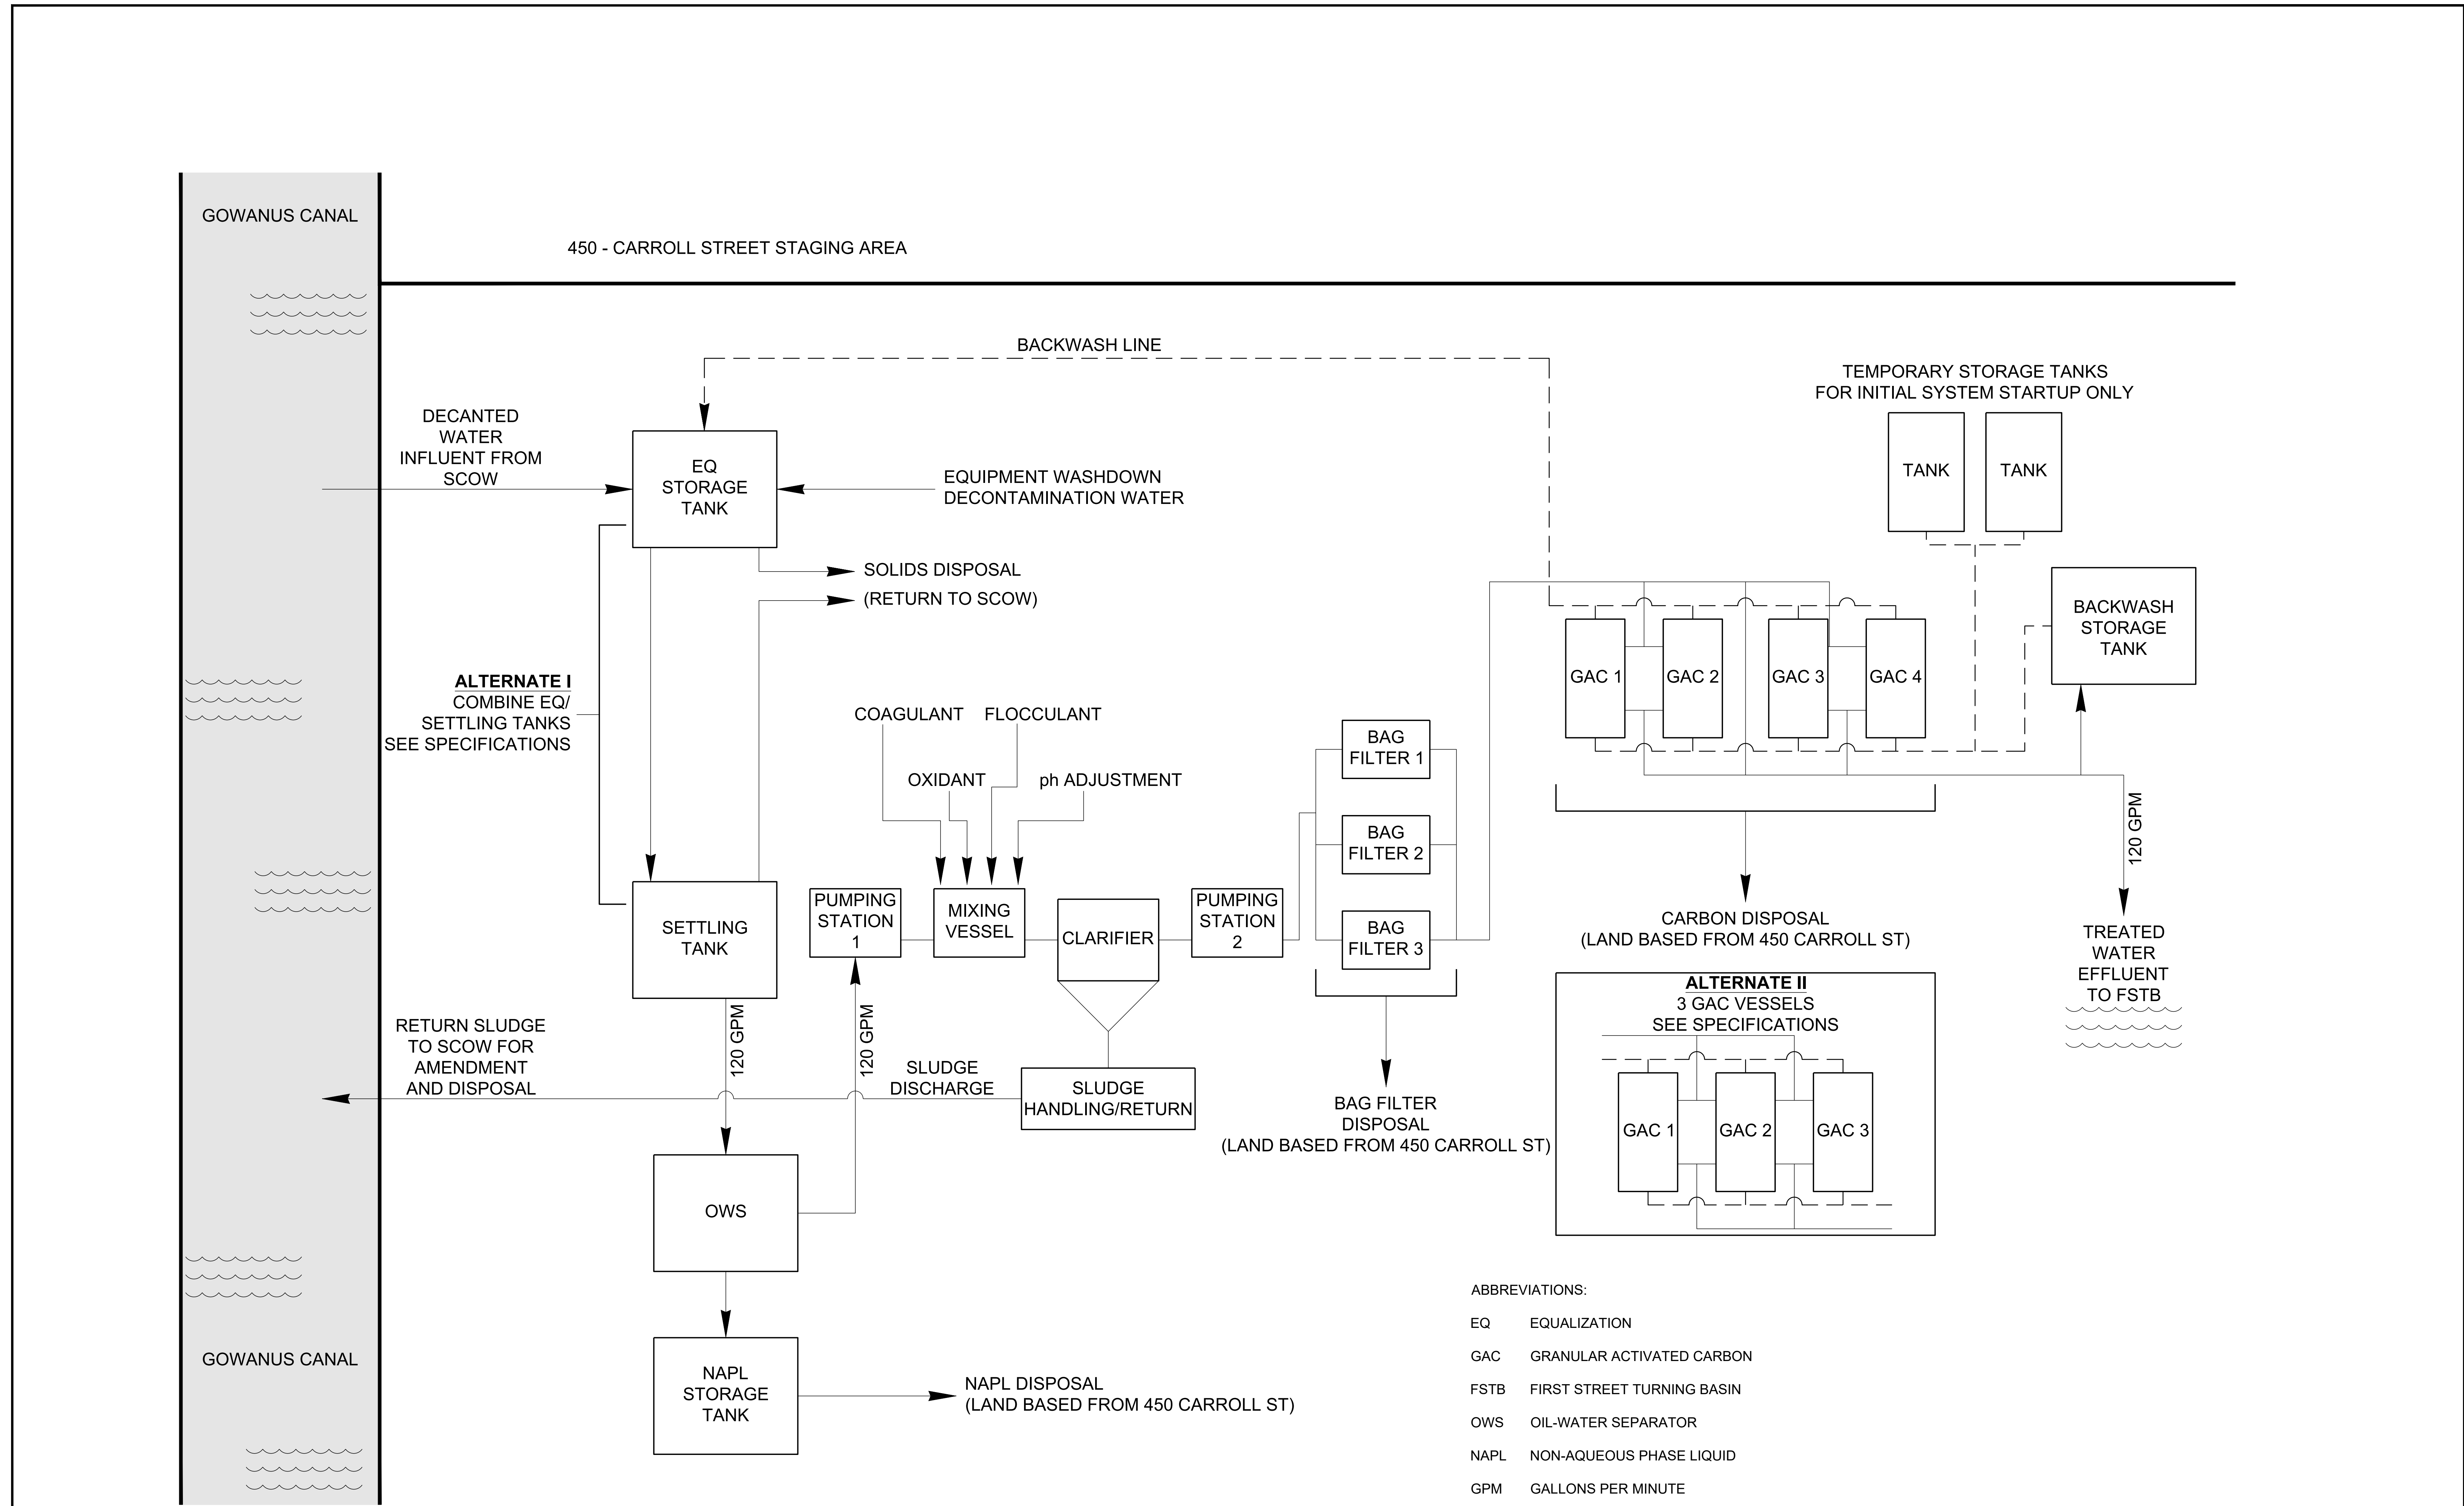 GOWANUS CANAL
450 - CARROLL STREET STAGING AREA
BACKWASH LINE
TEMPORARY STORAGE TANKS
FOR INITIAL SYSTEM STARTUP ONLY
TANK
TANK
DECANTED
WATER
INFLUENT FROM
SCOW
EQ
STORAGE
TANK
EQUIPMENT WASHDOWN
DECONTAMINATION WATER
SOLIDS DISPOSAL
(RETURN TO SCOW)
BACKWASH
STORAGE
TANK
GAC 1
GAC 2
GAC 3
GAC 4
ALTERNATE I
COMBINE EQ/
SETTLING TANKS
SEE SPECIFICATIONS
COAGULANT
FLOCCULANT
OXIDANT
ph ADJUSTMENT
BAG
FILTER 1
BAG
FILTER 2
BAG
FILTER 3
120 GPM
SETTLING
TANK
PUMPING
STATION
1
MIXING
VESSEL
CLARIFIER
PUMPING
STATION
2
CARBON DISPOSAL
(LAND BASED FROM 450 CARROLL ST)
TREATED
WATER
EFFLUENT
TO FSTB
ALTERNATE II
3 GAC VESSELS
SEE SPECIFICATIONS
GAC 1
GAC 2
GAC 3
RETURN SLUDGE
TO SCOW FOR
AMENDMENT
AND DISPOSAL
120 GPM
120 GPM
SLUDGE
DISCHARGE
SLUDGE
HANDLING/RETURN
BAG FILTER
DISPOSAL
(LAND BASED FROM 450 CARROLL ST)
OWS
GOWANUS CANAL
NAPL
STORAGE
TANK
NAPL DISPOSAL
(LAND BASED FROM 450 CARROLL ST)
ABBREVIATIONS:
EQ EQUALIZATION
GAC GRANULAR ACTIVATED CARBON
FSTB FIRST STREET TURNING BASIN
OWS OIL-WATER SEPARATOR
NAPL NON-AQUEOUS PHASE LIQUID
GPM GALLONS PER MINUTE